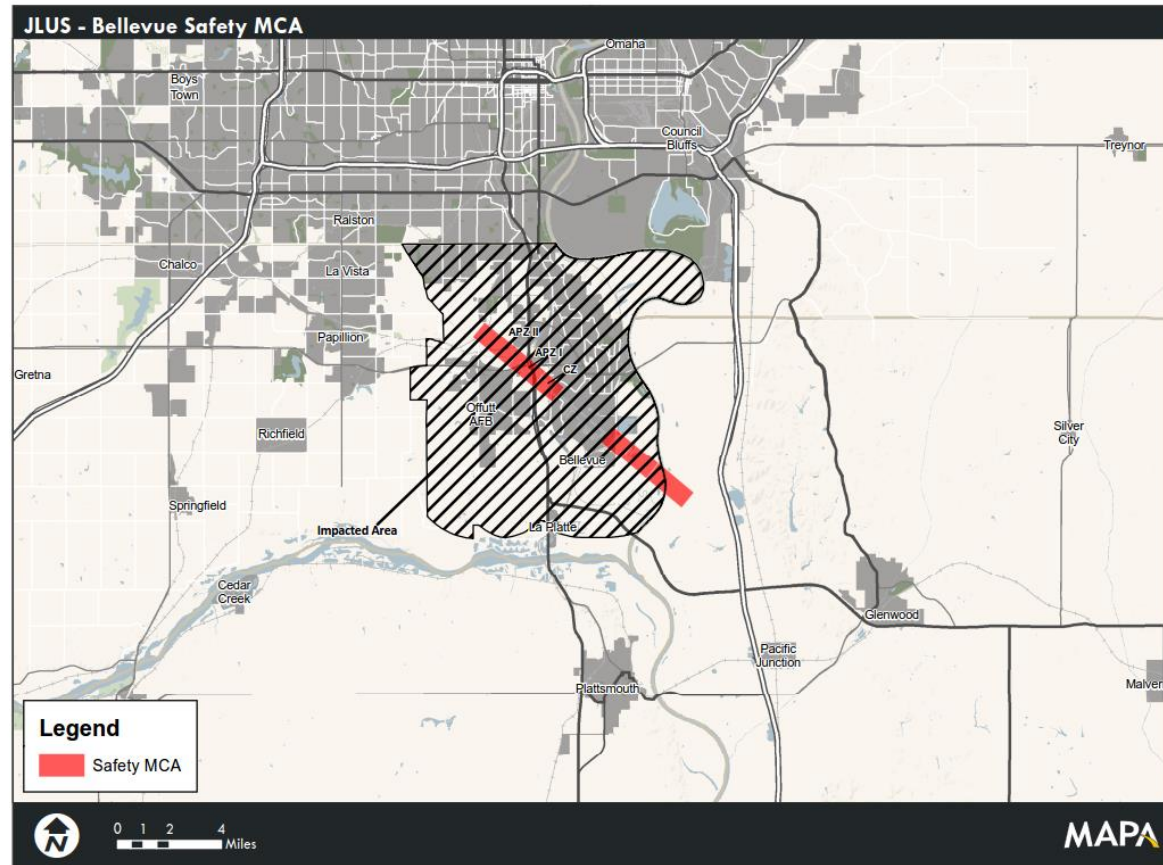 JLUS - Bellevue Safety MCA
Omaha
Boys
Town
Council
Bluffs
Treynor
Ralston
Chalco
La Vista
APZ II
Papillion
APZ I
CZ
Gretna
Offutt
AFB
Richfield
Silver
City
Bellevue
Springfield
Impacted Area
La Platte
Cedar
Creek
Glenwood
Pacific
Junction
Plattsmouth
Malvern
Legend
Safety MCA
N
0 1 2 4
Miles
MAPA